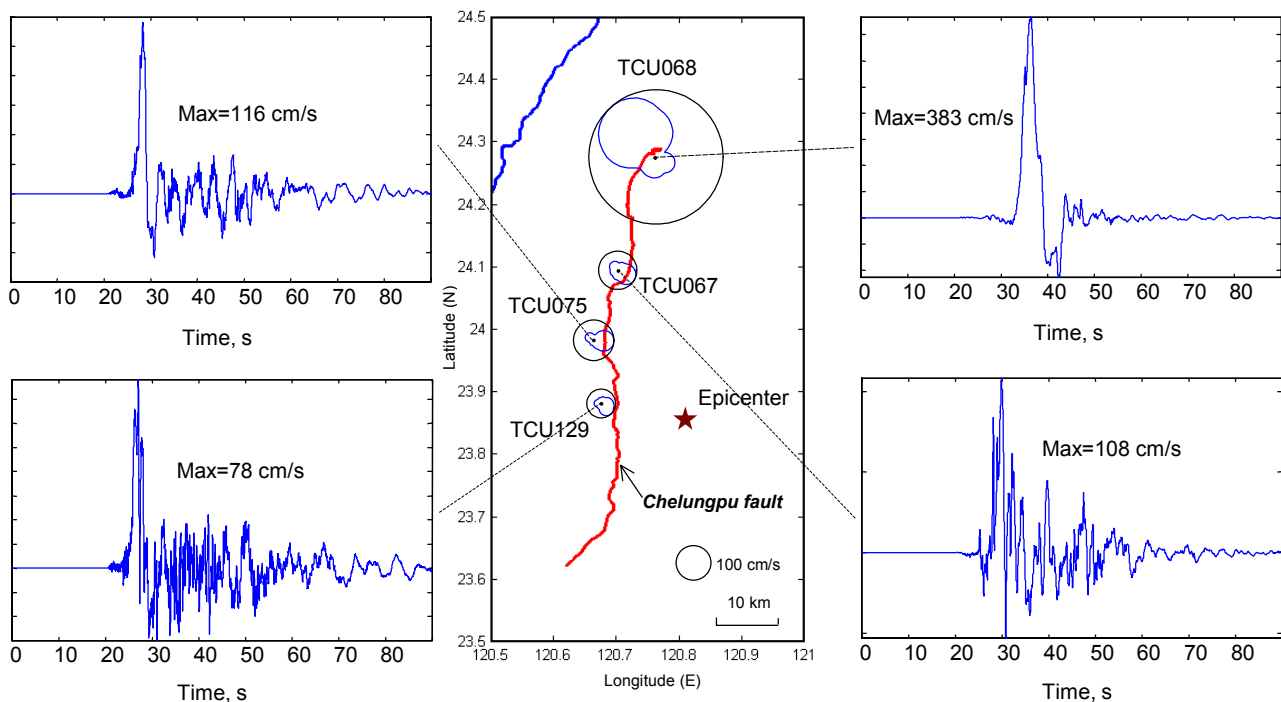 Max=116 cm/s
0 10 20 30 40 50 60 70 80
Time, s
Max=78 cm/s
0 10 20 30 40 50 60 70 80
Time, s
24.5
24.4
24.3
24.2
24.1
24
23.9
23.8
23.7
23.6
23.5
Latitude (N)
TCU068
TCU067
TCU075
TCU129
Epicenter
Chelungpu fault
100 cm/s
10 km
120.5 120.6 120.7 120.8 120.9 121
Longitude (E)
Max=383 cm/s
0 10 20 30 40 50 60 70 80
Time, s
Max=108 cm/s
0 10 20 30 40 50 60 70 80
Time, s